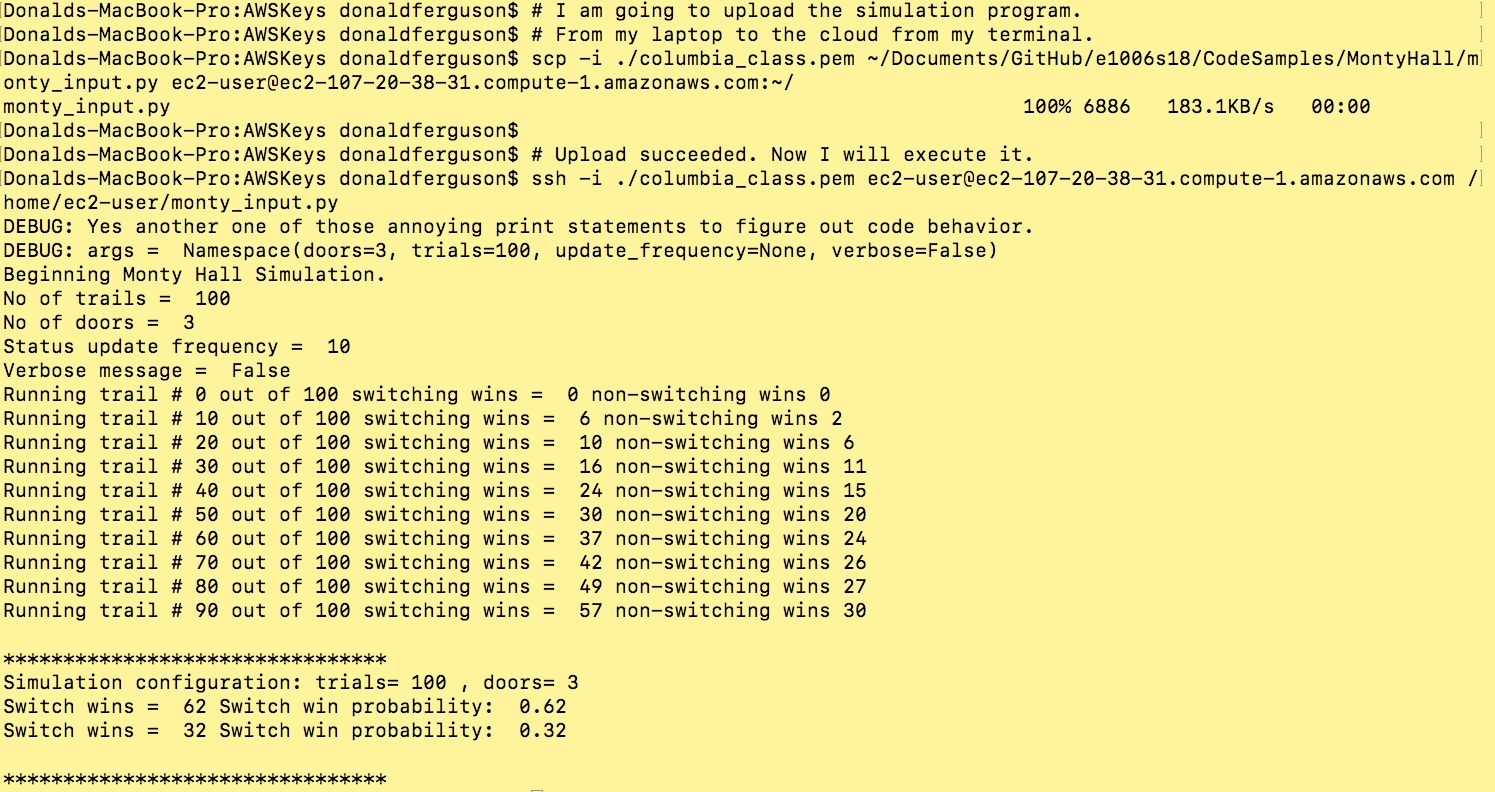 Donalds-MacBook-Pro:AWSKeys donaldferguson$ # I am going to upload the simulation program.
Donalds-MacBook-Pro:AWSKeys donaldferguson$ # From my laptop to the cloud from my terminal.
Donalds-MacBook-Pro:AWSKeys donaldferguson$ scp -i ./columbia_class.pem ~/Documents/GitHub/e1006s18/CodeSamples/MontyHall/m
onty_input.py ec2-user@ec2-107-20-38-31.compute-1.amazonaws.com:~/
monty_input.py 100% 6886 183.1KB/s 00:00
Donalds-MacBook-Pro:AWSKeys donaldferguson$
Donalds-MacBook-Pro:AWSKeys donaldferguson$ # Upload succeeded. Now I will execute it.
Donalds-MacBook-Pro:AWSKeys donaldferguson$ ssh -i ./columbia_class.pem ec2-user@ec2-107-20-38-31.compute-1.amazonaws.com /
home/ec2-user/monty_input.py
DEBUG: Yes another one of those annoying print statements to figure out code behavior.
DEBUG: args =  Namespace(doors=3, trials=100, update_frequency=None, verbose=False)
Beginning Monty Hall Simulation.
No of trails =  100
No of doors =  3
Status update frequency =  10
Verbose message =  False
Running trail # 0 out of 100 switching wins =  0 non-switching wins 0
Running trail # 10 out of 100 switching wins =  6 non-switching wins 2
Running trail # 20 out of 100 switching wins =  10 non-switching wins 6
Running trail # 30 out of 100 switching wins =  16 non-switching wins 11
Running trail # 40 out of 100 switching wins =  24 non-switching wins 15
Running trail # 50 out of 100 switching wins =  30 non-switching wins 20
Running trail # 60 out of 100 switching wins =  37 non-switching wins 24
Running trail # 70 out of 100 switching wins =  42 non-switching wins 26
Running trail # 80 out of 100 switching wins =  49 non-switching wins 27
Running trail # 90 out of 100 switching wins =  57 non-switching wins 30
********************************
Simulation configuration: trials= 100 , doors= 3
Switch wins =  62 Switch win probability:  0.62
Switch wins =  32 Switch win probability:  0.32
********************************